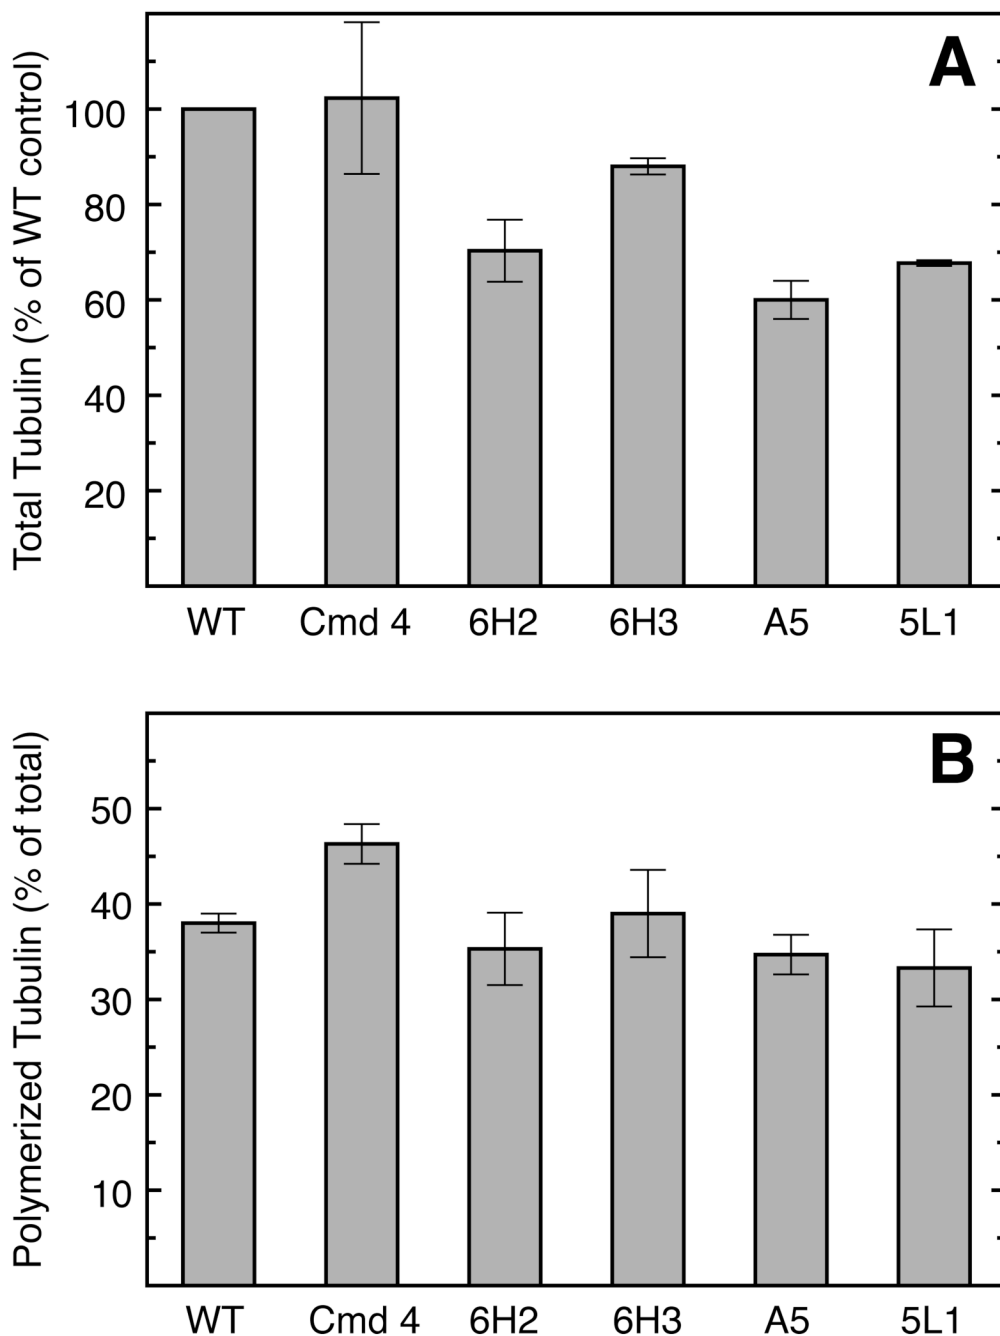 A
Total Tubulin (% of WT control)
100
80
60
40
20
WT Cmd 4 6H2 6H3 A5 5L1
B
Polymerized Tubulin (% of total)
50
40
30
20
10
WT Cmd 4 6H2 6H3 A5 5L1